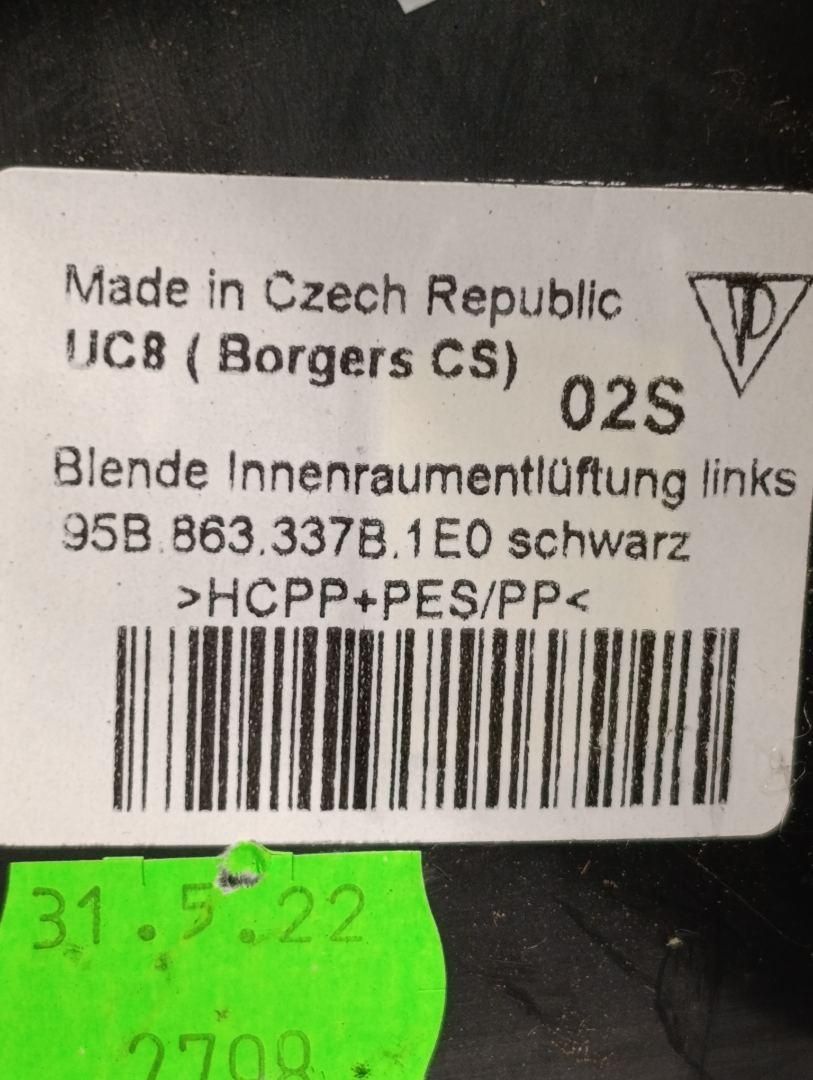 Made in Czech Republic
UC8 ( Borgers CS)
02S
Blende Innenraumentlüftung links
95B.863.337B.1E0 schwarz
>HCPP+PES/PP<
31.5.22
2798